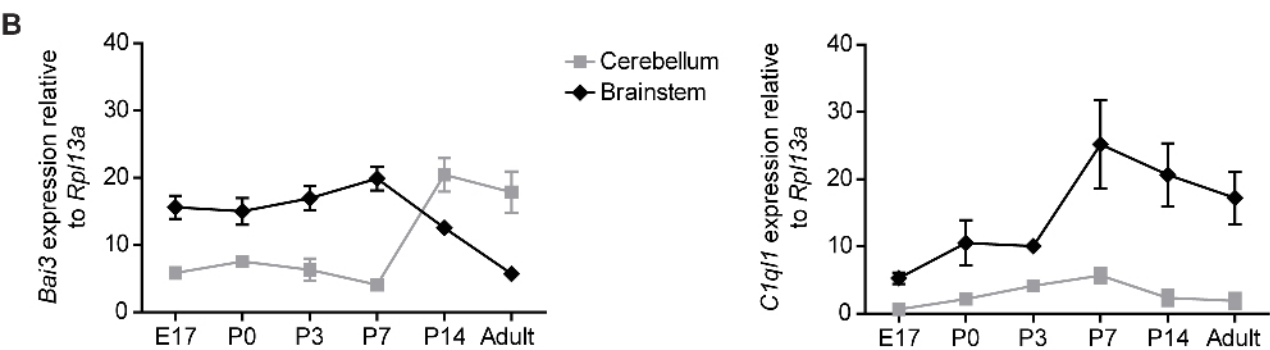 B
Bai3 expression relative
to Rpl13a
40
30
20
10
0
E17 P0 P3 P7 P14 Adult
Cerebellum
Brainstem
C1ql1 expression relative
to Rpl13a
40
30
20
10
0
E17 P0 P3 P7 P14 Adult